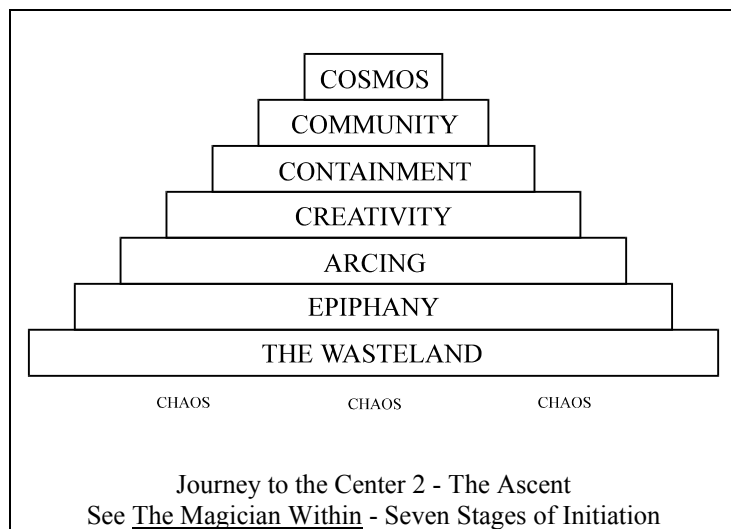 COSMOS
COMMUNITY
CONTAINMENT
CREATIVITY
ARCING
EPIPHANY
THE WASTELAND
CHAOS CHAOS CHAOS
Journey to the Center 2 - The Ascent
See The Magician Within - Seven Stages of Initiation